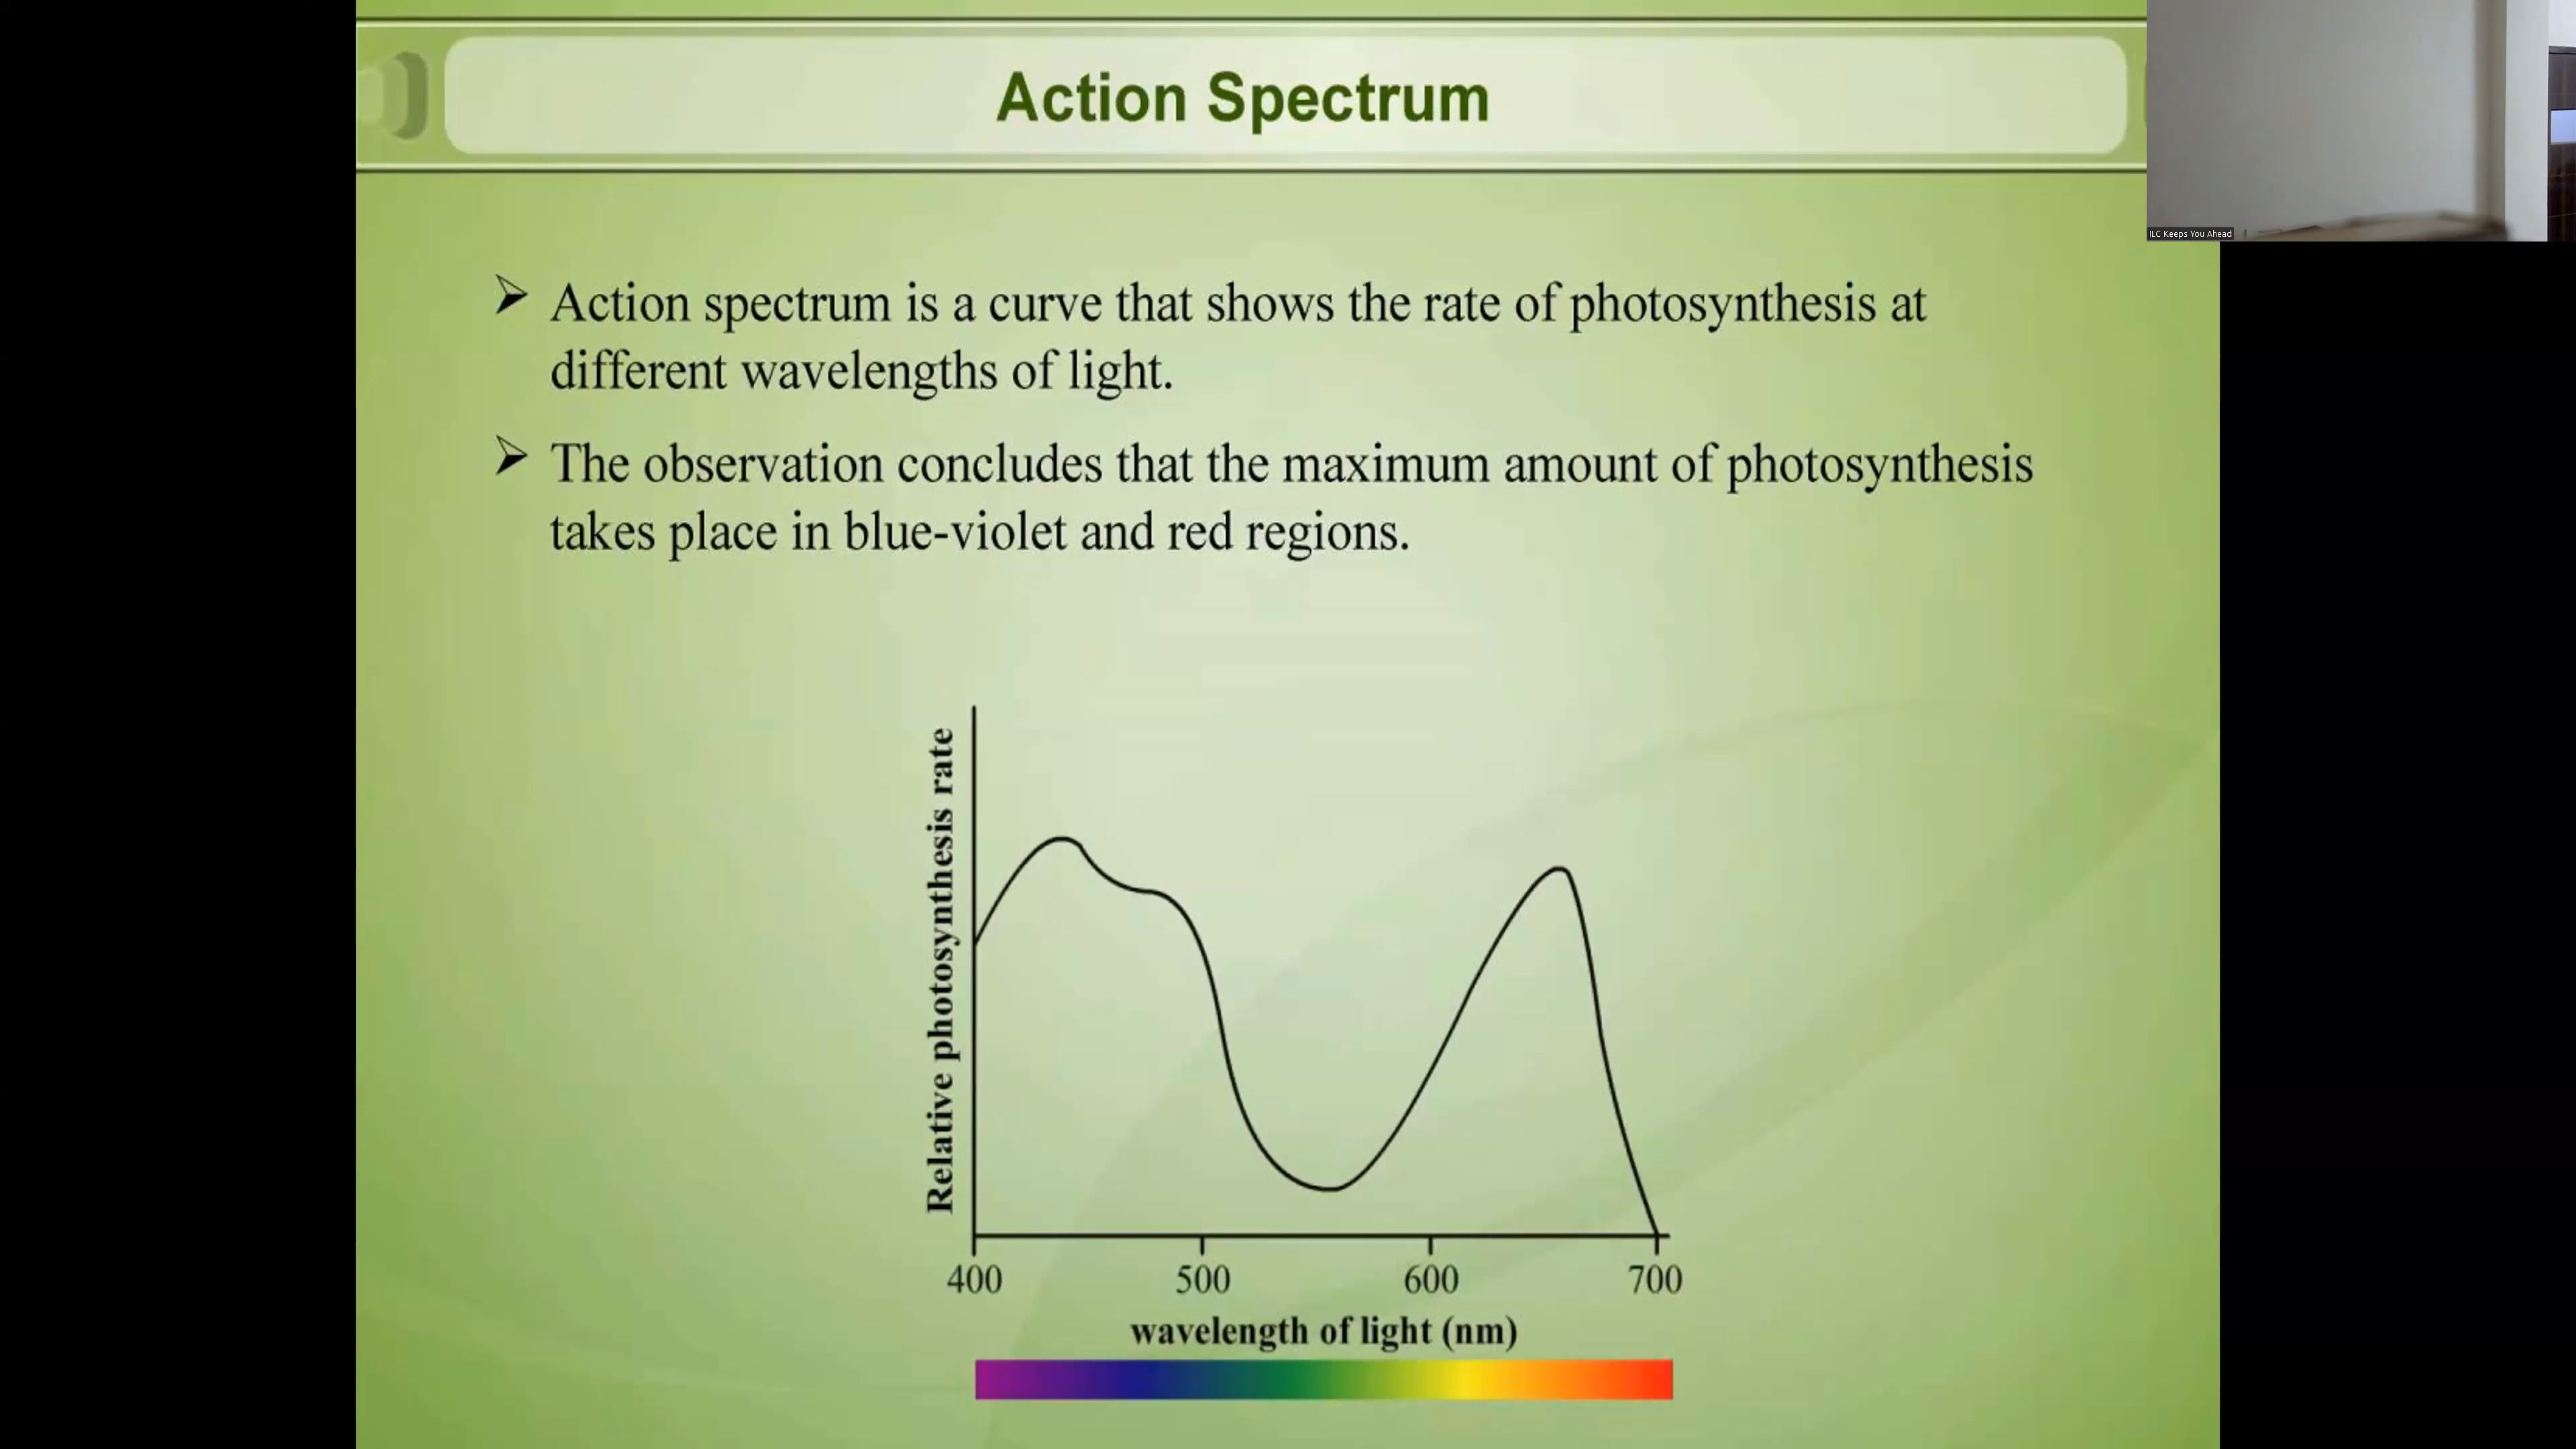 Action Spectrum
ILC Keeps You Ahead
Action spectrum is a curve that shows the rate of photosynthesis at
different wavelengths of light.
The observation concludes that the maximum amount of photosynthesis
takes place in blue-violet and red regions.
Relative photosynthesis rate
400 500 600 700
wavelength of light (nm)